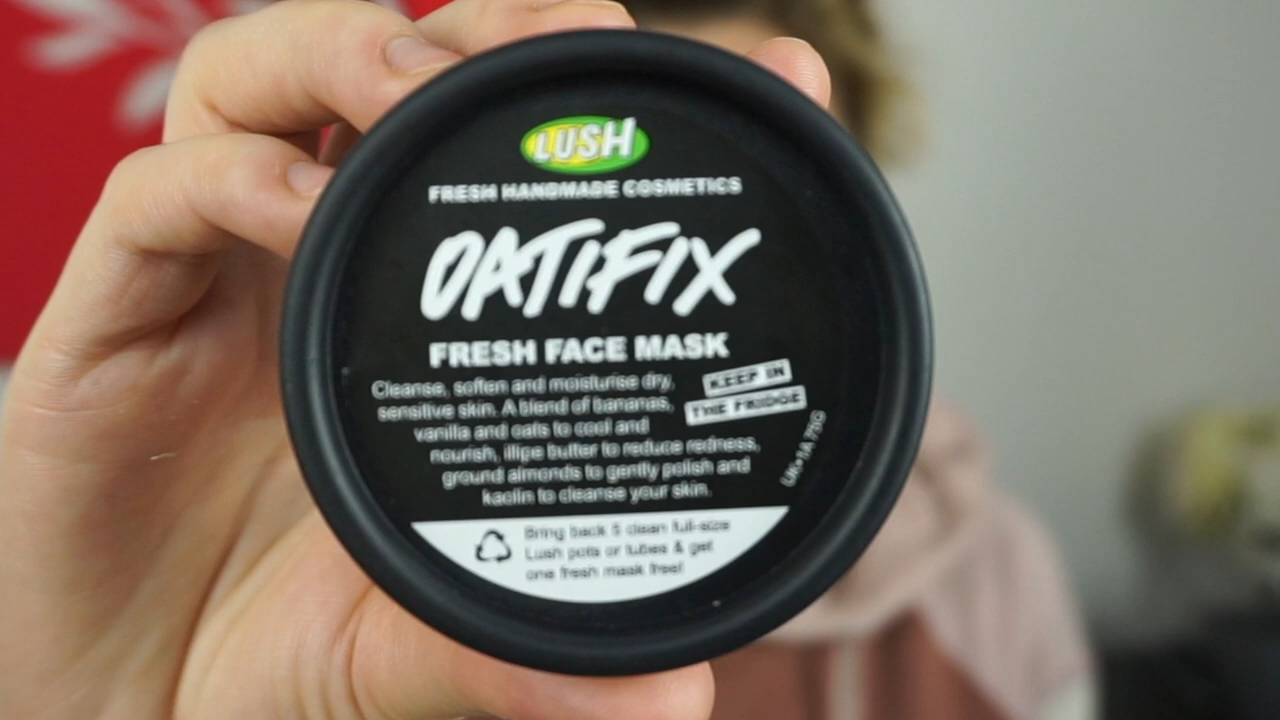 LUSH
FRESH HANDMADE COSMETICS
OATIFIX
FRESH FACE MASK
Cleanse, soften and moisturise dry,
sensitive skin. A blend of bananas,
vanilla and oats to cool and
nourish, illipe butter to reduce redness,
ground almonds to gently polish and
kaolin to cleanse your skin.
KEEP IN
THE FRIDGE
UK•1A 75G
Bring back 5 clean full-size
Lush pots or tubes & get
one fresh mask free!